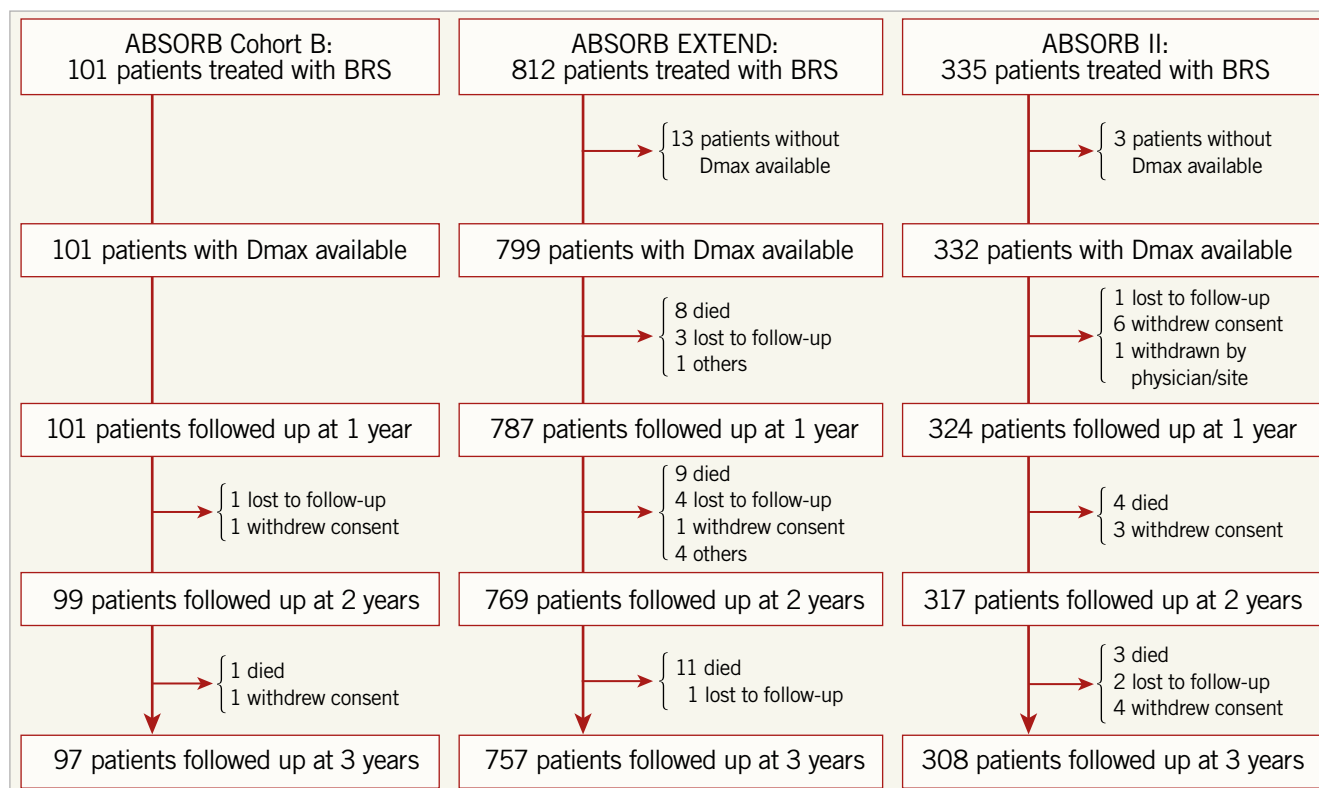 ABSORB Cohort B:
101 patients treated with BRS
101 patients with Dmax available
101 patients followed up at 1 year
1 lost to follow-up
1 withdrew consent
99 patients followed up at 2 years
1 died
1 withdrew consent
97 patients followed up at 3 years
ABSORB EXTEND:
812 patients treated with BRS
13 patients without
Dmax available
799 patients with Dmax available
8 died
3 lost to follow-up
1 others
787 patients followed up at 1 year
9 died
4 lost to follow-up
1 withdrew consent
4 others
769 patients followed up at 2 years
11 died
1 lost to follow-up
757 patients followed up at 3 years
ABSORB II:
335 patients treated with BRS
3 patients without
Dmax available
332 patients with Dmax available
1 lost to follow-up
6 withdrew consent
1 withdrawn by
physician/site
324 patients followed up at 1 year
4 died
3 withdrew consent
317 patients followed up at 2 years
3 died
2 lost to follow-up
4 withdrew consent
308 patients followed up at 3 years